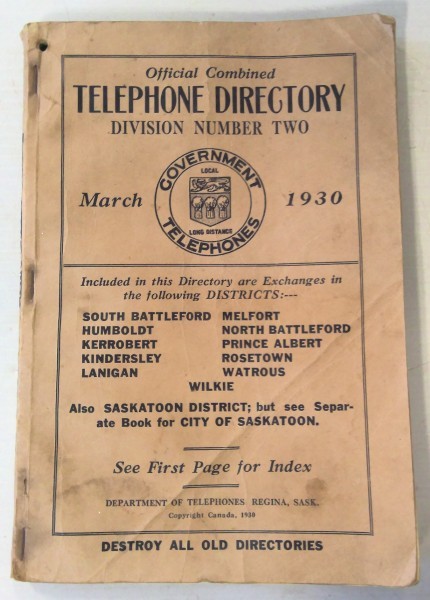 Official Combined
TELEPHONE DIRECTORY
DIVISION NUMBER TWO
GOVERNMENT
LOCAL
March
1930
LONG DISTANCE
TELEPHONES
Included in this Directory are Exchanges in
the following DISTRICTS:---
SOUTH BATTLEFORD MELFORT
HUMBOLDT NORTH BATTLEFORD
KERROBERT PRINCE ALBERT
KINDERSLEY ROSETOWN
LANIGAN WATROUS
WILKIE
Also SASKATOON DISTRICT; but see Separ-
ate Book for CITY OF SASKATOON.
See First Page for Index
DEPARTMENT OF TELEPHONES REGINA, SASK.
Copyright Canada, 1930
DESTROY ALL OLD DIRECTORIES